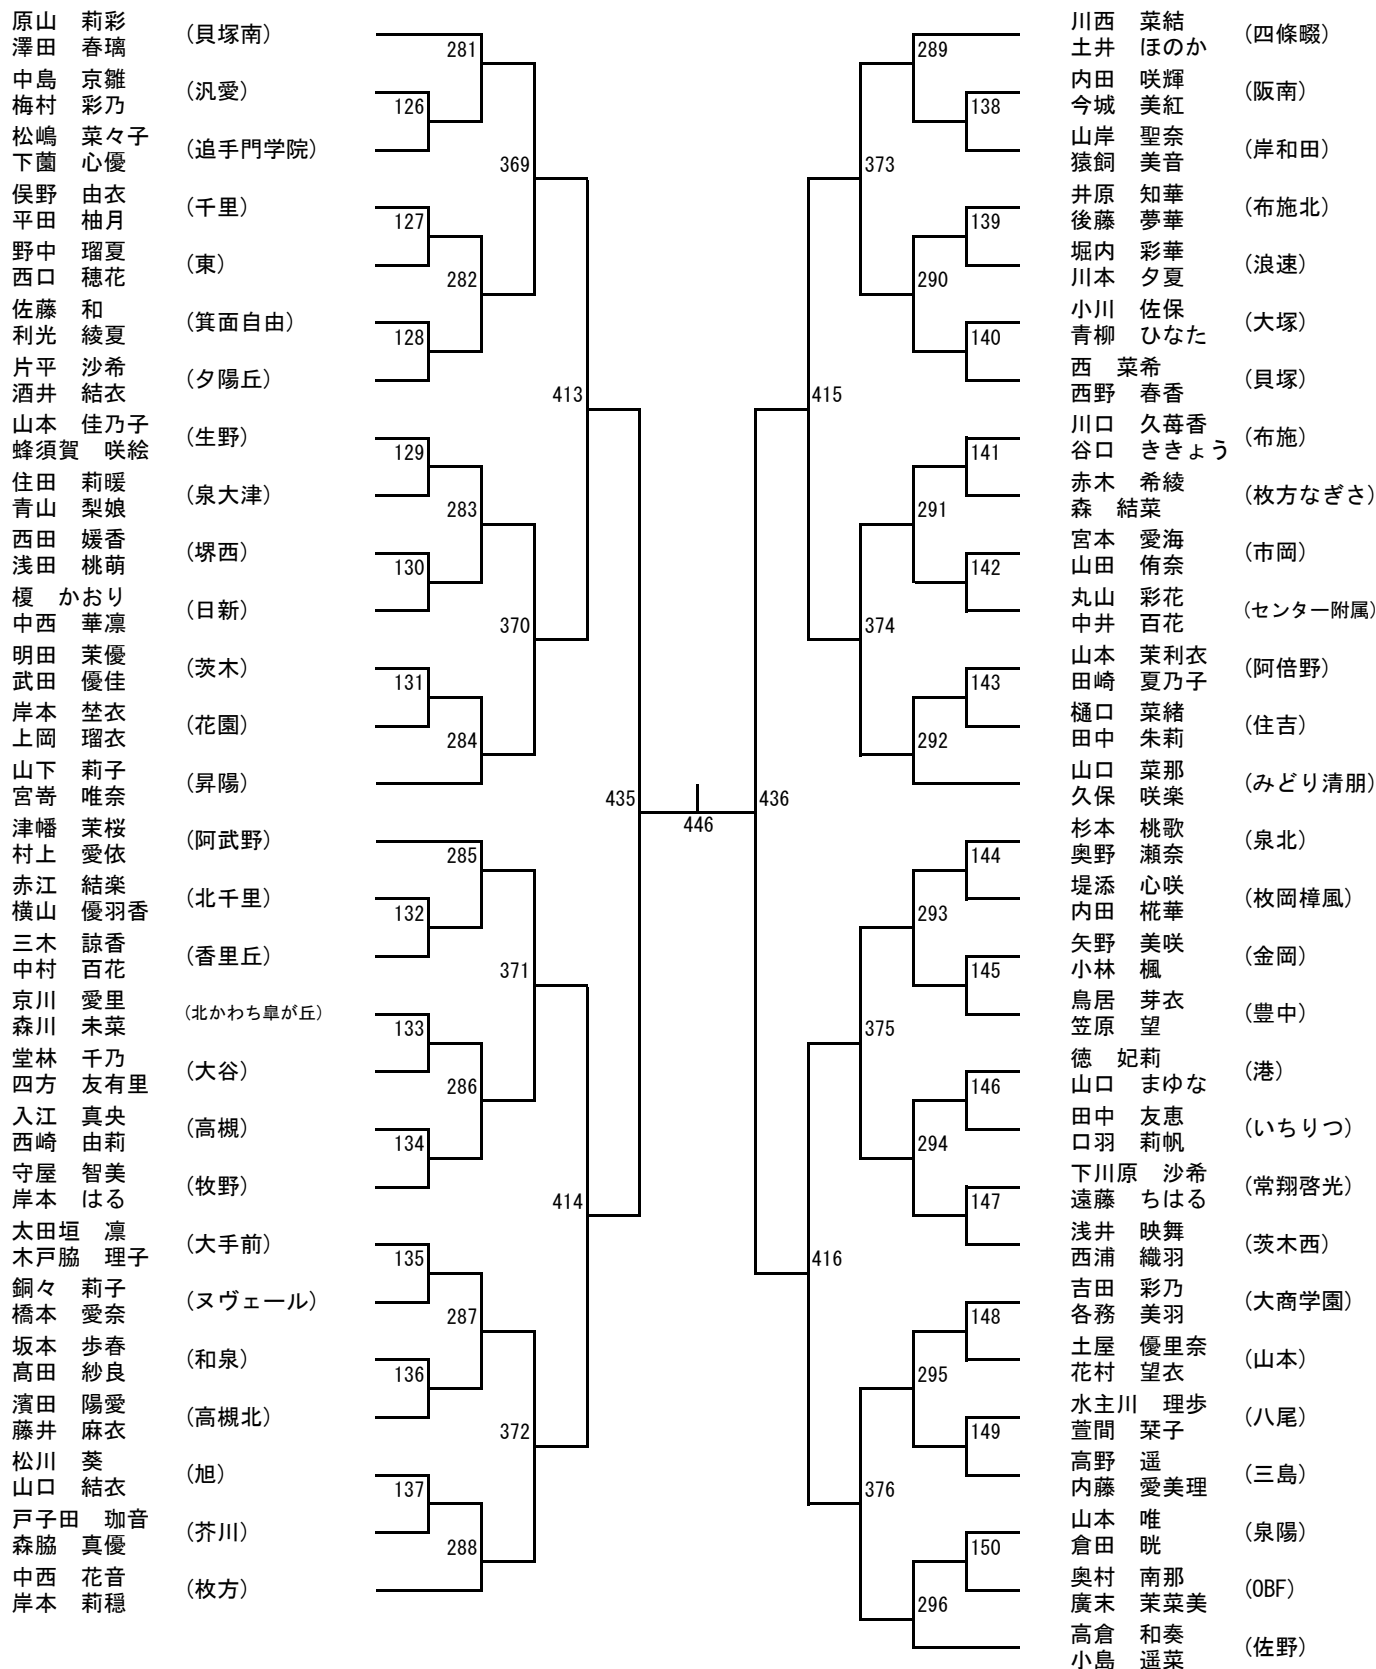 原山　莉彩
澤田　春璃
(貝塚南)
中島　京雛
梅村　彩乃
(汎愛)
松嶋　菜々子
下薗　心優
(追手門学院)
俣野　由衣
平田　柚月
(千里)
野中　瑠夏
西口　穂花
(東)
佐藤　和
利光　綾夏
(箕面自由)
片平　沙希
酒井　結衣
(夕陽丘)
山本　佳乃子
蜂須賀　咲絵
(生野)
住田　莉暖
青山　梨娘
(泉大津)
西田　媛香
浅田　桃萌
(堺西)
榎　かおり
中西　華凛
(日新)
明田　茉優
武田　優佳
(茨木)
岸本　埜衣
上岡　瑠衣
(花園)
山下　莉子
宮嵜　唯奈
(昇陽)
津幡　茉桜
村上　愛依
(阿武野)
赤江　結楽
横山　優羽香
(北千里)
三木　諒香
中村　百花
(香里丘)
京川　愛里
森川　未菜
(北かわち皐が丘)
堂林　千乃
四方　友有里
(大谷)
入江　真央
西崎　由莉
(高槻)
守屋　智美
岸本　はる
(牧野)
太田垣　凛
木戸脇　理子
(大手前)
銅々　莉子
橋本　愛奈
(ヌヴェール)
坂本　歩春
髙田　紗良
(和泉)
濱田　陽愛
藤井　麻衣
(高槻北)
松川　葵
山口　結衣
(旭)
戸子田　珈音
森脇　真優
(芥川)
中西　花音
岸本　莉穏
(枚方)
281
126
369
127
282
128
413
129
283
130
370
131
284
435
285
132
371
133
286
134
414
135
287
136
372
137
288
446
436
289
138
373
139
290
140
415
141
291
142
374
143
292
144
293
145
375
146
294
147
416
148
295
149
376
150
296
川西　菜結
土井　ほのか
(四條畷)
内田　咲輝
今城　美紅
(阪南)
山岸　聖奈
猿飼　美音
(岸和田)
井原　知華
後藤　夢華
(布施北)
堀内　彩華
川本　夕夏
(浪速)
小川　佐保
青柳　ひなた
(大塚)
西　菜希
西野　春香
(貝塚)
川口　久苺香
谷口　ききょう
(布施)
赤木　希綾
森　結菜
(枚方なぎさ)
宮本　愛海
山田　侑奈
(市岡)
丸山　彩花
中井　百花
(センター附属)
山本　茉利衣
田崎　夏乃子
(阿倍野)
樋口　菜緒
田中　朱莉
(住吉)
山口　菜那
久保　咲楽
(みどり清朋)
杉本　桃歌
奥野　瀬奈
(泉北)
堤添　心咲
内田　椛華
(枚岡樟風)
矢野　美咲
小林　楓
(金岡)
鳥居　芽衣
笠原　望
(豊中)
徳　妃莉
山口　まゆな
(港)
田中　友恵
口羽　莉帆
(いちりつ)
下川原　沙希
遠藤　ちはる
(常翔啓光)
浅井　映舞
西浦　織羽
(茨木西)
吉田　彩乃
各務　美羽
(大商学園)
土屋　優里奈
花村　望衣
(山本)
水主川　理歩
萱間　栞子
(八尾)
高野　遥
内藤　愛美理
(三島)
山本　唯
倉田　晄
(泉陽)
奥村　南那
廣末　茉菜美
(OBF)
高倉　和奏
小島　遥菜
(佐野)